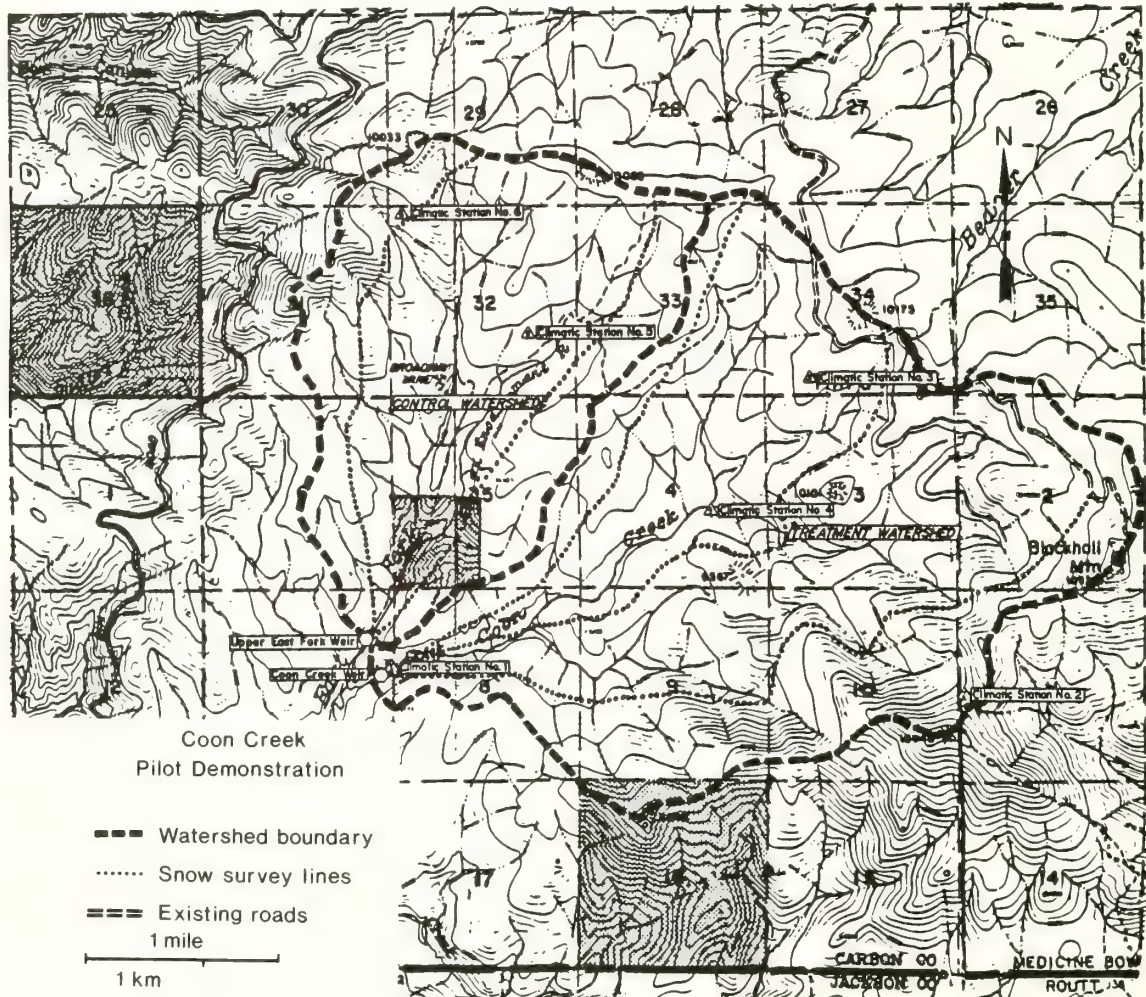 29
28
27
26
30
Creek
10033
N
Bear
Climatic Station No. 6
32
33
34
35
10175
Climatic Station No. 5
Climatic Station No. 3
CONTROL WATERSHED
5
4
3
2
Creek
Climatic Station No. 4
TREATMENT WATERSHED
Blackhall
Mtn
Coon
Upper East Fork Weir
Coon Creek Weir
Climatic Station No. 1
8
9
10
Climatic Station No. 2
Coon Creek
Pilot Demonstration
Watershed boundary
Snow survey lines
Existing roads
1 mile
1 km
17
14
CARBON CO
MEDICINE BOW
JACKSON CO
ROUTT